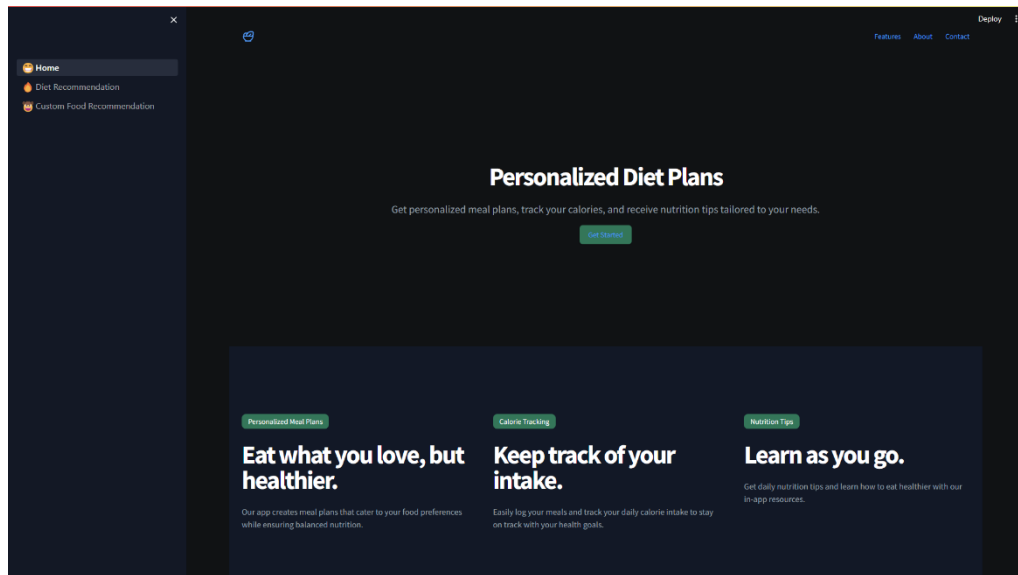 Deploy
Features About Contact
Home
Diet Recommendation
Custom Food Recommendation
Personalized Diet Plans
Get personalized meal plans, track your calories, and receive nutrition tips tailored to your needs.
Get Started
Personalized Meal Plans
Eat what you love, but
healthier.
Our app creates meal plans that cater to your food preferences
while ensuring balanced nutrition.
Calorie Tracking
Keep track of your
intake.
Easily log your meals and track your daily calorie intake to stay
on track with your health goals.
Nutrition Tips
Learn as you go.
Get daily nutrition tips and learn how to eat healthier with our
in-app resources.